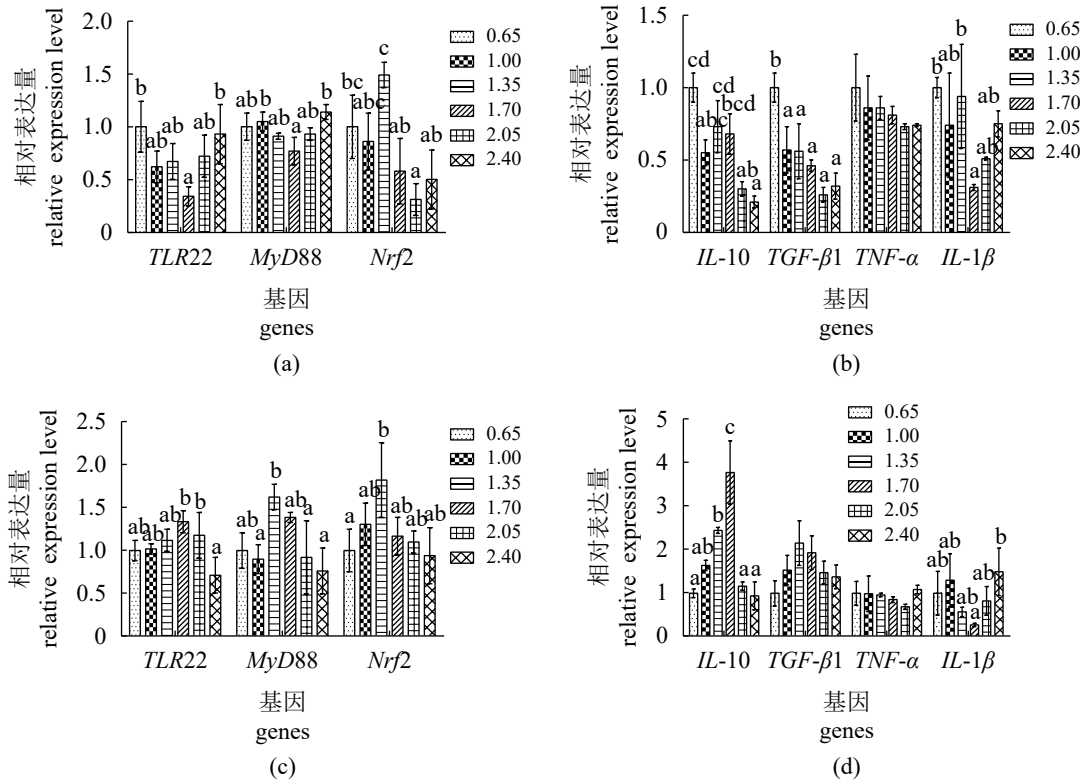 相对表达量
relative expression level
2.0
1.5
1.0
0.5
0
b
ab
ab
a
ab
b
ab
b
ab
a
ab
b
bc
abc
c
ab
a
ab
TLR22 MyD88 Nrf2
基因
genes
(a)
0.65
1.00
1.35
1.70
2.05
2.40
相对表达量
relative expression level
1.5
1.0
0.5
0
cd
abc
cd
bcd
ab
a
b
a
a
a
a
a
b
ab
b
a
ab
ab
IL-10 TGF-β1 TNF-α IL-1β
基因
genes
(b)
0.65
1.00
1.35
1.70
2.05
2.40
相对表达量
relative expression level
2.5
2.0
1.5
1.0
0.5
0
ab
ab
ab
b
b
a
ab
a
b
ab
a
a
a
ab
b
ab
ab
ab
TLR22 MyD88 Nrf2
基因
genes
(c)
0.65
1.00
1.35
1.70
2.05
2.40
相对表达量
relative expression level
5
4
3
2
1
0
a
ab
b
c
a
a
ab
ab
ab
a
ab
b
IL-10 TGF-β1 TNF-α IL-1β
基因
genes
(d)
0.65
1.00
1.35
1.70
2.05
2.40